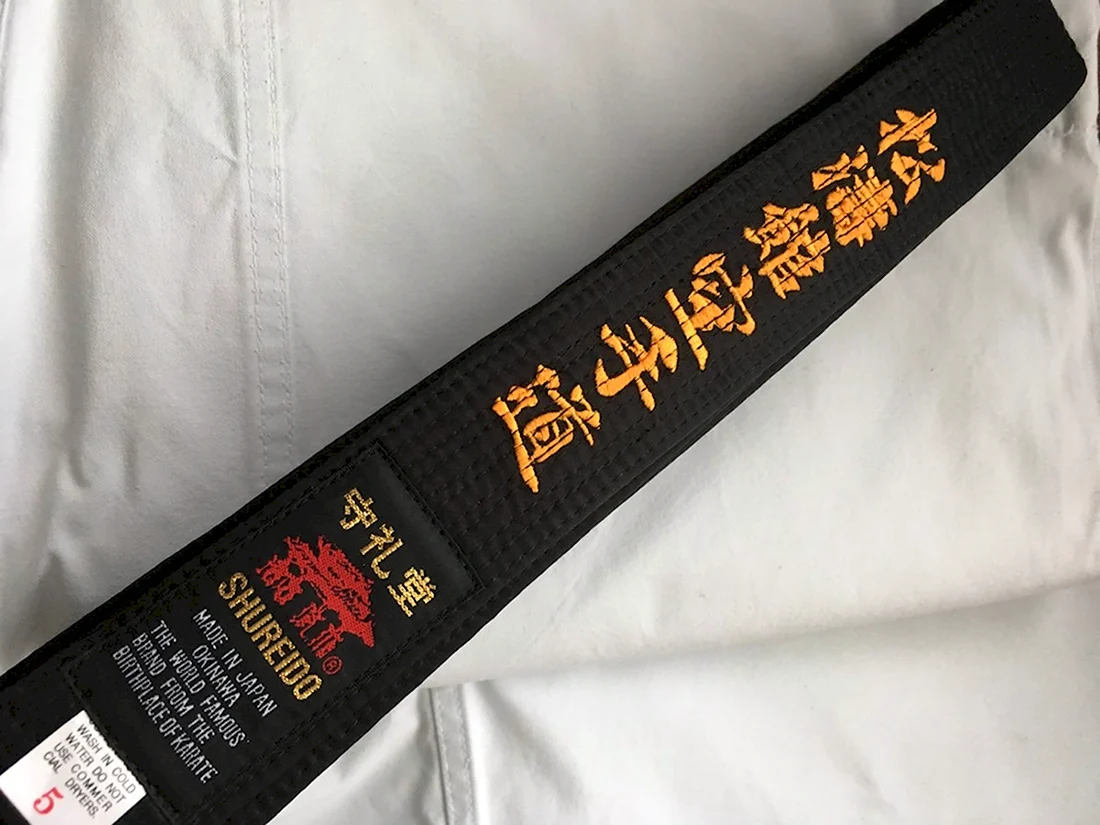 松濤館空手道
守礼堂
SHUREIDO®
MADE IN JAPAN
OKINAWA
THE WORLD FAMOUS
BRAND FROM THE
BIRTHPLACE OF KARATE
WASH IN COLD
WATER DO NOT
USE COMMER
CIAL DRYERS.
5